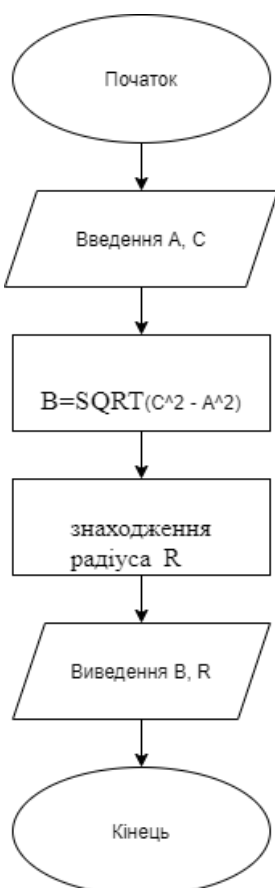 Початок
Введення А, С
B=SQRT(C^2 - A^2)
знаходження
радіуса R
Виведення B, R
Кінець